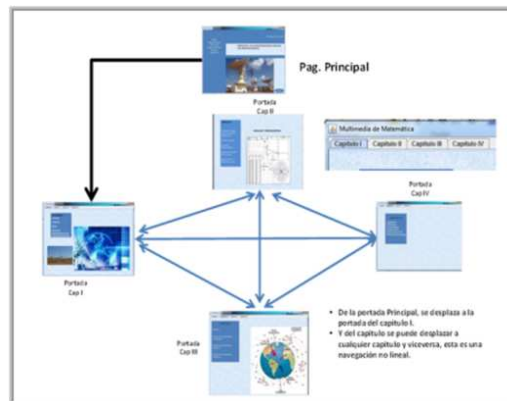 Pag. Principal
Portada
Cap II
Multimedia de Matemática
Capítulo I
Capítulo II
Capítulo III
Capítulo IV
Portada
Cap IV
Portada
Cap I
Portada
Cap III
• De la portada Principal, se desplaza a la
portada del capítulo I.
• Y del capítulo se puede desplazar a
cualquier capítulo y viceversa, esta es una
navegación no lineal.